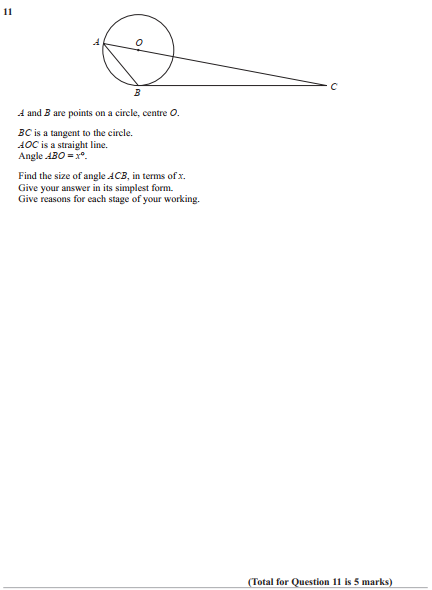 11
A
O
B
C
A and B are points on a circle, centre O.
BC is a tangent to the circle.
AOC is a straight line.
Angle ABO = x°.
Find the size of angle ACB, in terms of x.
Give your answer in its simplest form.
Give reasons for each stage of your working.
(Total for Question 11 is 5 marks)